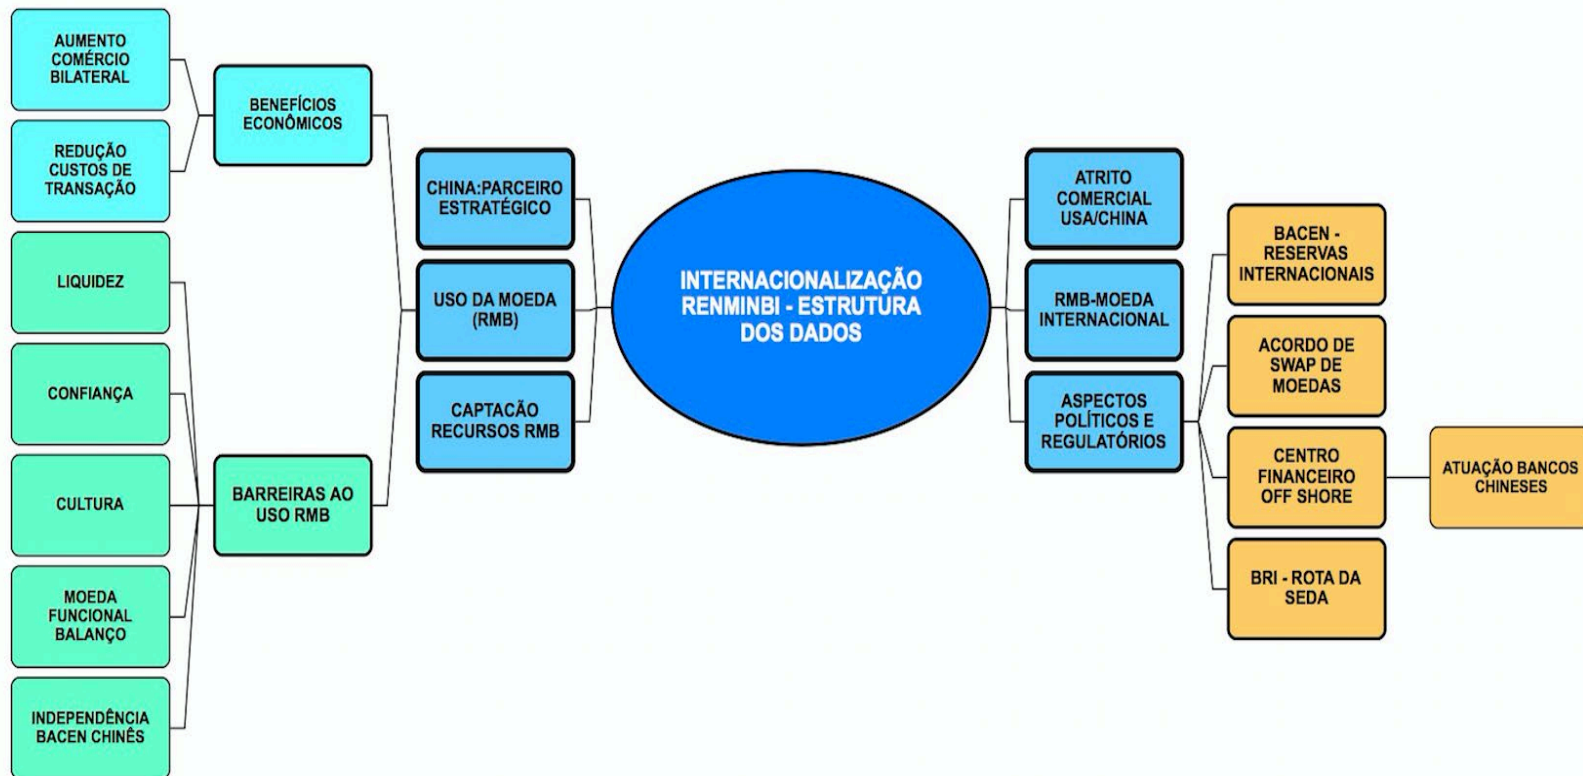 AUMENTO
COMÉRCIO
BILATERAL
REDUÇÃO
CUSTOS DE
TRANSAÇÃO
LIQUIDEZ
CONFIANÇA
CULTURA
MOEDA
FUNCIONAL
BALANÇO
INDEPENDÊNCIA
BACEN CHINÊS
BENEFÍCIOS
ECONÔMICOS
BARREIRAS AO
USO RMB
CHINA:PARCEIRO
ESTRATÉGICO
USO DA MOEDA
(RMB)
CAPTACÃO
RECURSOS RMB
INTERNACIONALIZAÇÃO
RENMINBI - ESTRUTURA
DOS DADOS
ATRITO
COMERCIAL
USA/CHINA
RMB-MOEDA
INTERNACIONAL
ASPECTOS
POLÍTICOS E
REGULATÓRIOS
BACEN -
RESERVAS
INTERNACIONAIS
ACORDO DE
SWAP DE
MOEDAS
CENTRO
FINANCEIRO
OFF SHORE
BRI - ROTA DA
SEDA
ATUAÇÃO BANCOS
CHINESES